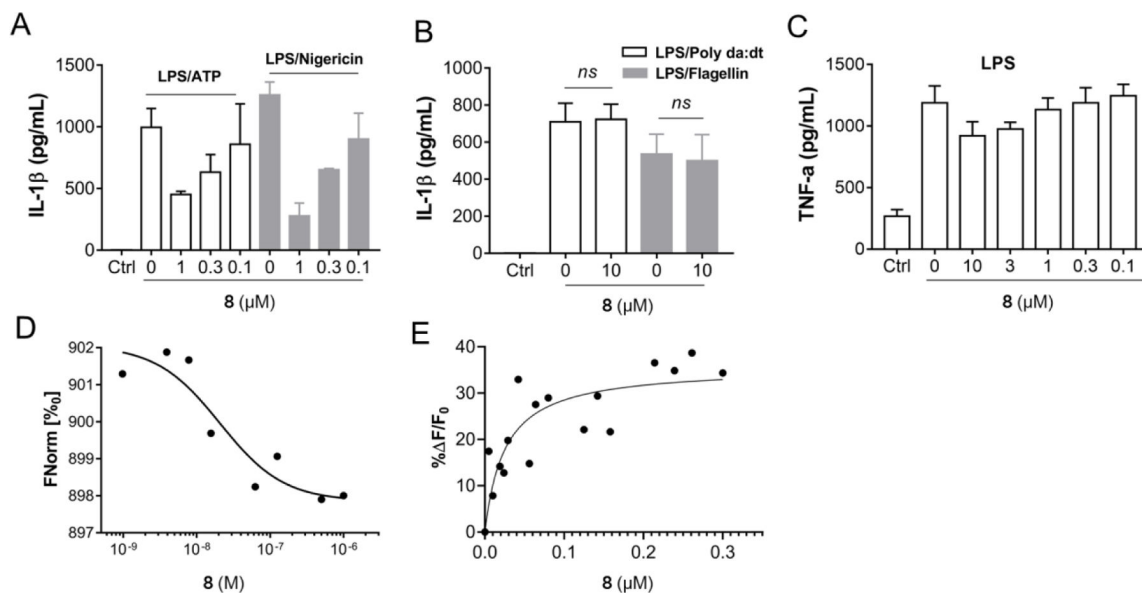 A
IL-1β (pg/mL)
1500
1000
500
0
LPS/ATP
LPS/Nigericin
Ctrl 0 1 0.3 0.1 0 1 0.3 0.1
8 (µM)
B
IL-1β (pg/mL)
800
600
400
200
0
LPS/Poly da:dt
LPS/Flagellin
ns
ns
Ctrl 0 10 0 10
8 (µM)
C
TNF-a (pg/mL)
1500
1000
500
0
LPS
Ctrl 0 10 3 1 0.3 0.1
8 (µM)
D
FNorm [‰]
902
901
900
899
898
897
10⁻⁹ 10⁻⁸ 10⁻⁷ 10⁻⁶
8 (M)
E
%ΔF/F₀
40
30
20
10
0
0.0 0.1 0.2 0.3
8 (µM)